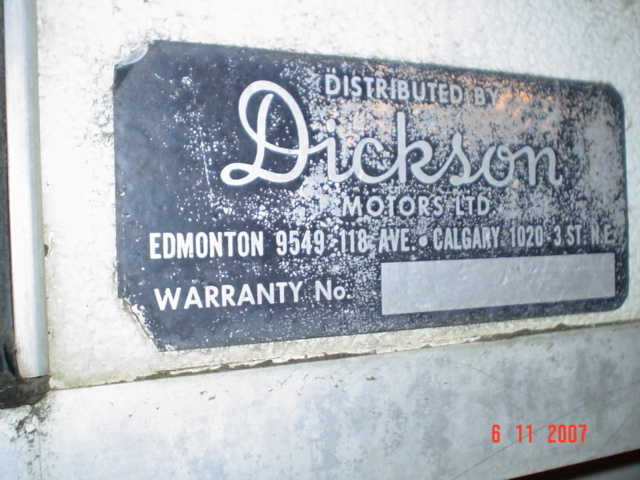 DISTRIBUTED BY
Dickson
MOTORS LTD
EDMONTON 9549-118 AVE. • CALGARY 1020-3 ST. N.E.
WARRANTY No.
6 11 2007